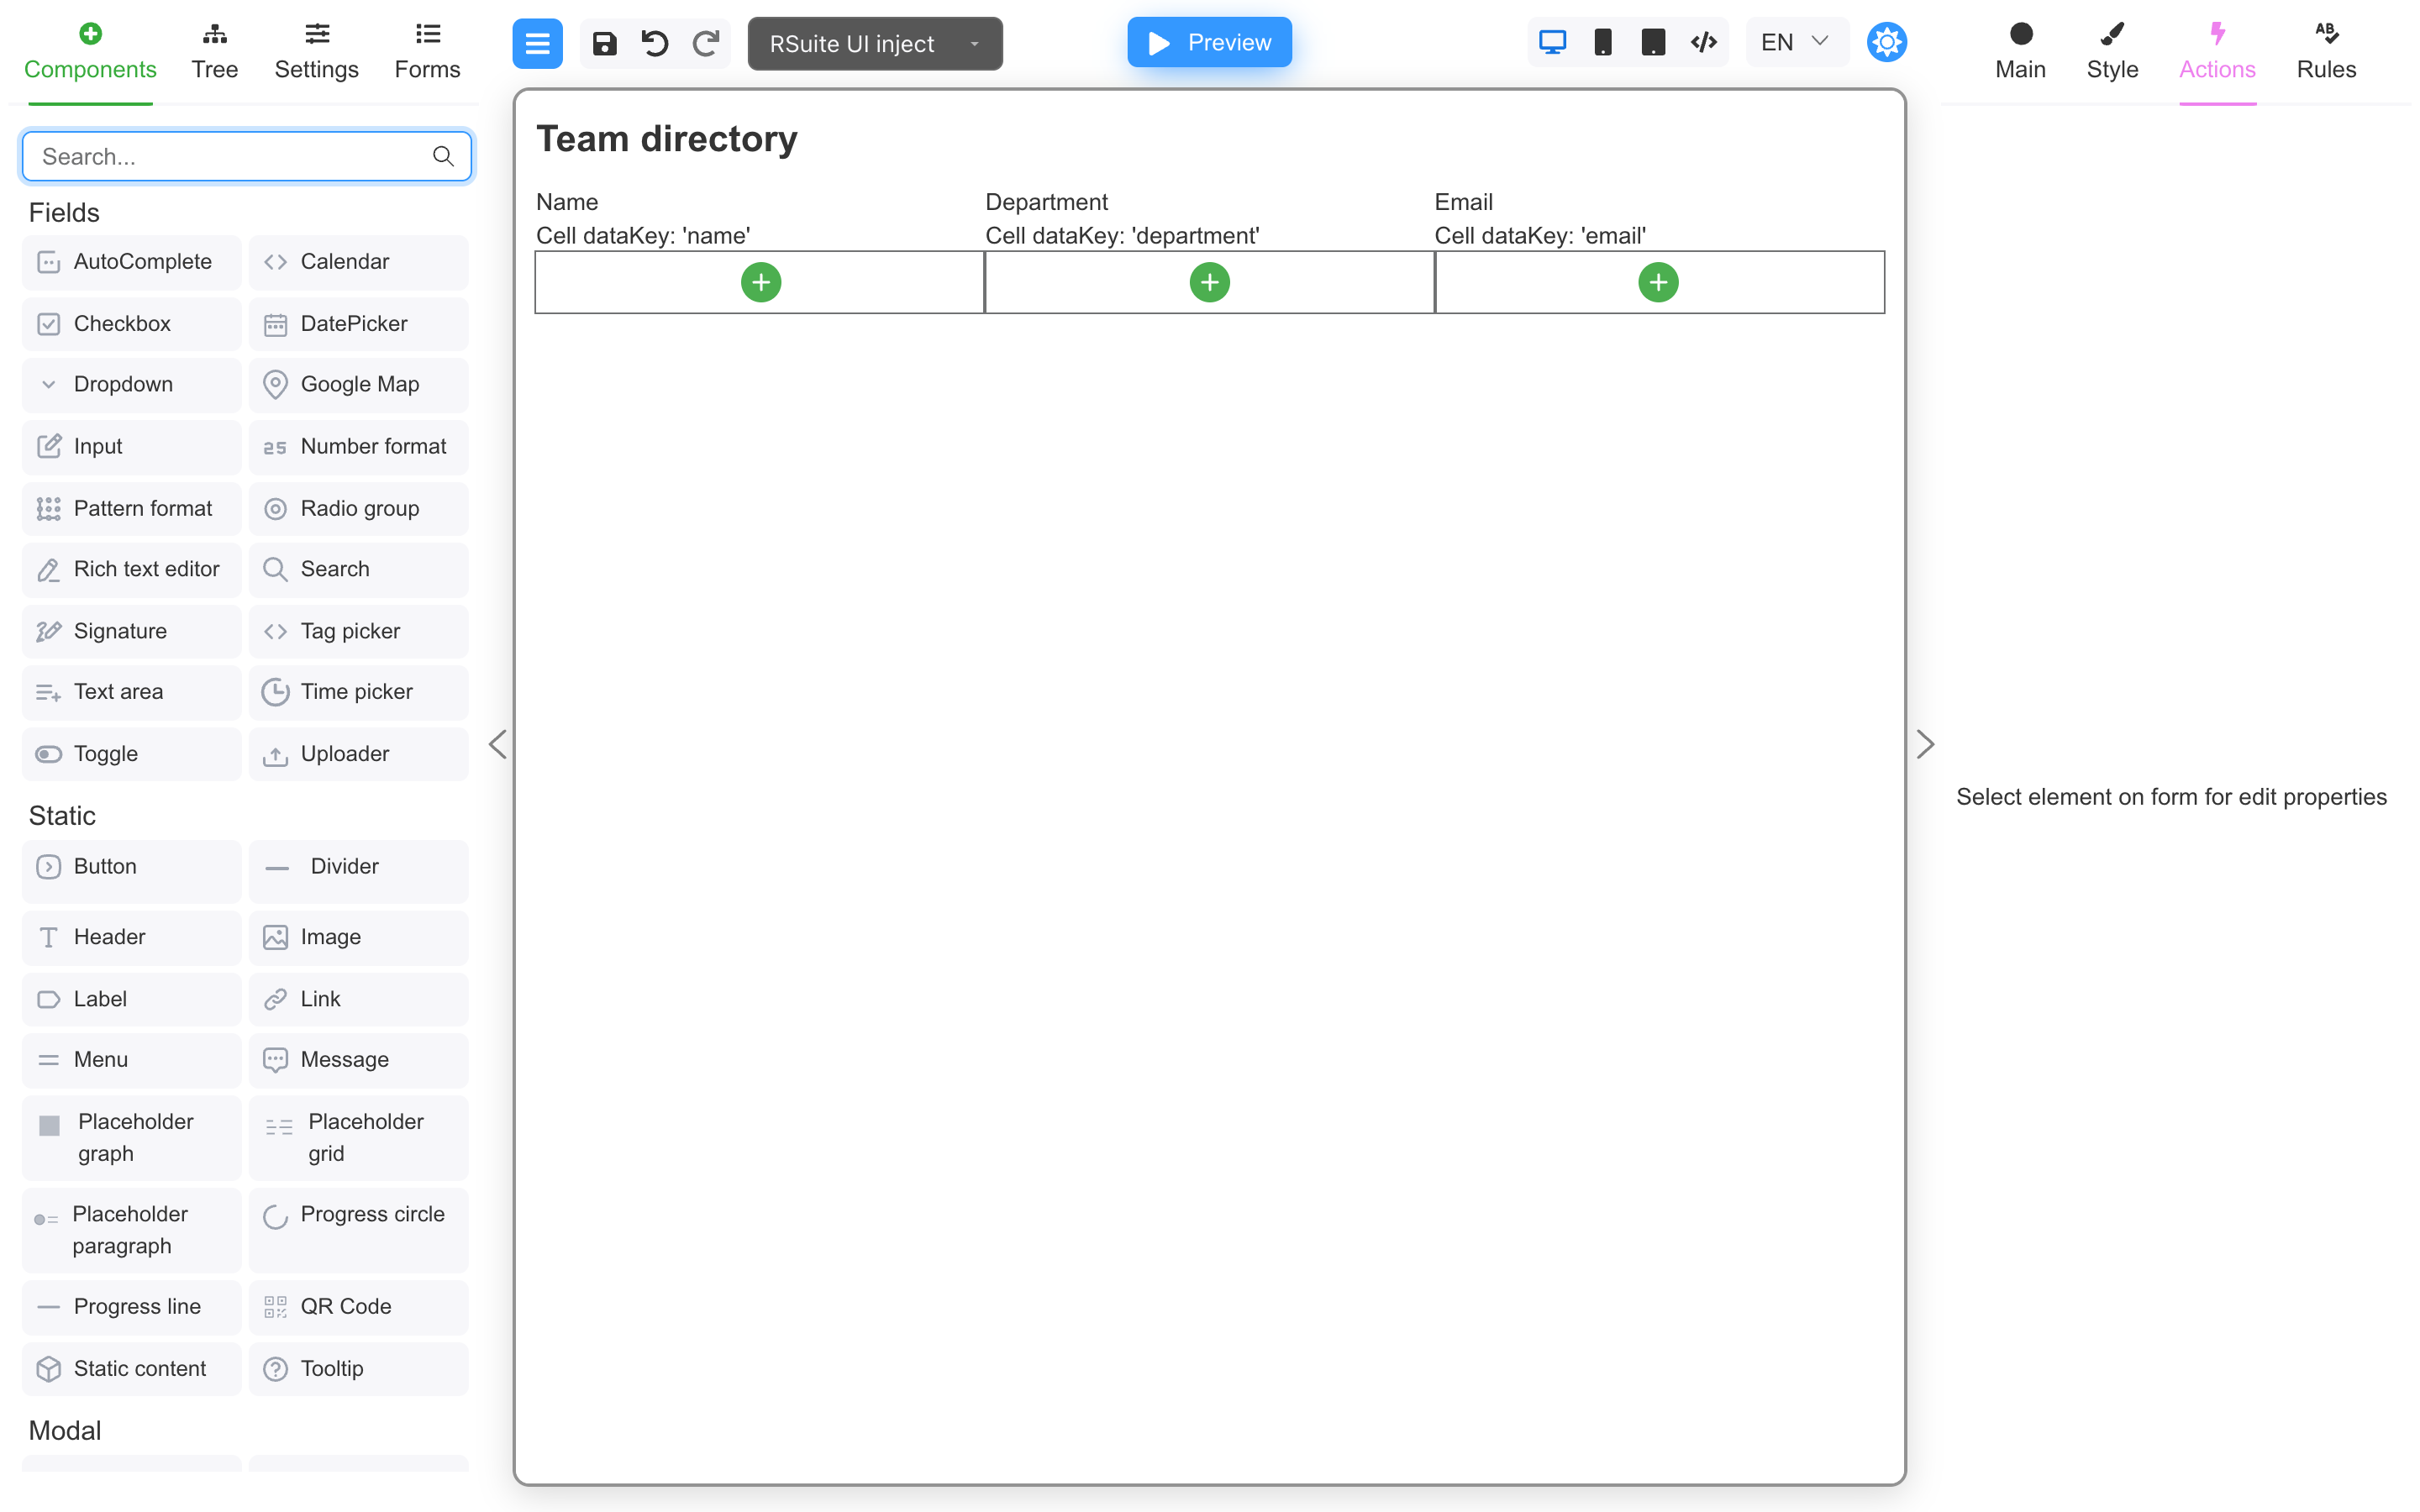 Components Tree Settings Forms
RSuite UI inject
Preview
EN
Main Style Actions Rules
Search...
Fields
AutoComplete Calendar
Checkbox DatePicker
Dropdown Google Map
Input 25 Number format
Pattern format Radio group
Rich text editor Search
Signature Tag picker
Text area Time picker
Toggle Uploader
Static
Button Divider
Header Image
Label Link
Menu Message
Placeholder graph
Placeholder grid
Placeholder paragraph
Progress circle
Progress line QR Code
Static content Tooltip
Modal
Team directory
Name Department Email
Cell dataKey: 'name' Cell dataKey: 'department' Cell dataKey: 'email'
Select element on form for edit properties